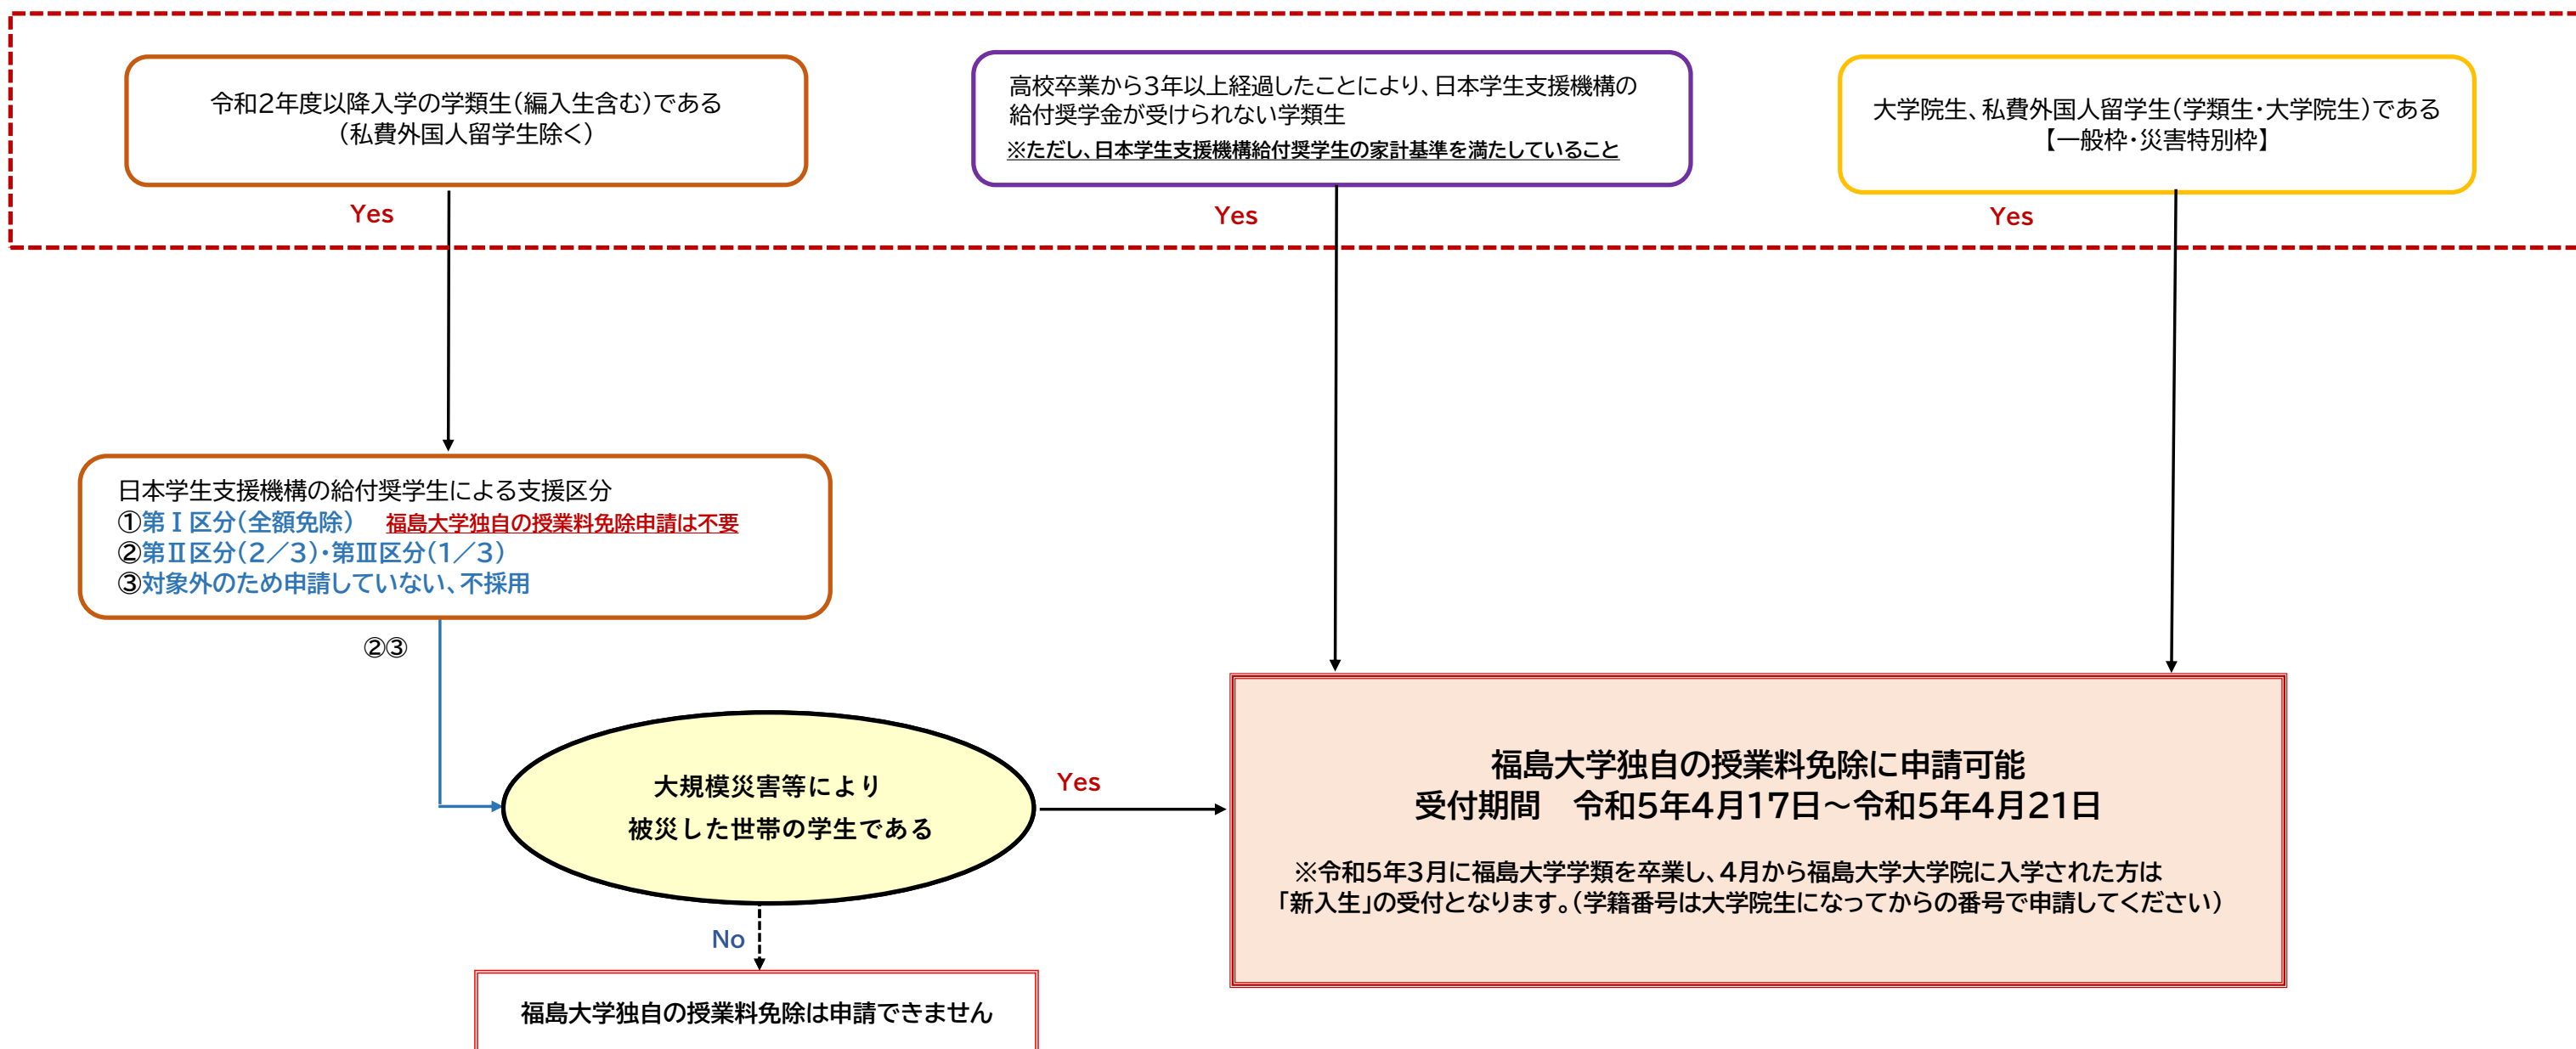 令和2年度以降入学の学類生(編入生含む)である
(私費外国人留学生除く)
高校卒業から3年以上経過したことにより、日本学生支援機構の
給付奨学金が受けられない学類生
※ただし、日本学生支援機構給付奨学生の家計基準を満たしていること
大学院生、私費外国人留学生(学類生・大学院生)である
【一般枠・災害特別枠】
Yes
Yes
Yes
日本学生支援機構の給付奨学生による支援区分
①第Ⅰ区分(全額免除) 福島大学独自の授業料免除申請は不要
②第Ⅱ区分(2/3)・第Ⅲ区分(1/3)
③対象外のため申請していない、不採用
②③
大規模災害等により
被災した世帯の学生である
Yes
福島大学独自の授業料免除に申請可能
受付期間 令和5年4月17日~令和5年4月21日
※令和5年3月に福島大学学類を卒業し、4月から福島大学大学院に入学された方は
「新入生」の受付となります。(学籍番号は大学院生になってからの番号で申請してください)
No
福島大学独自の授業料免除は申請できません